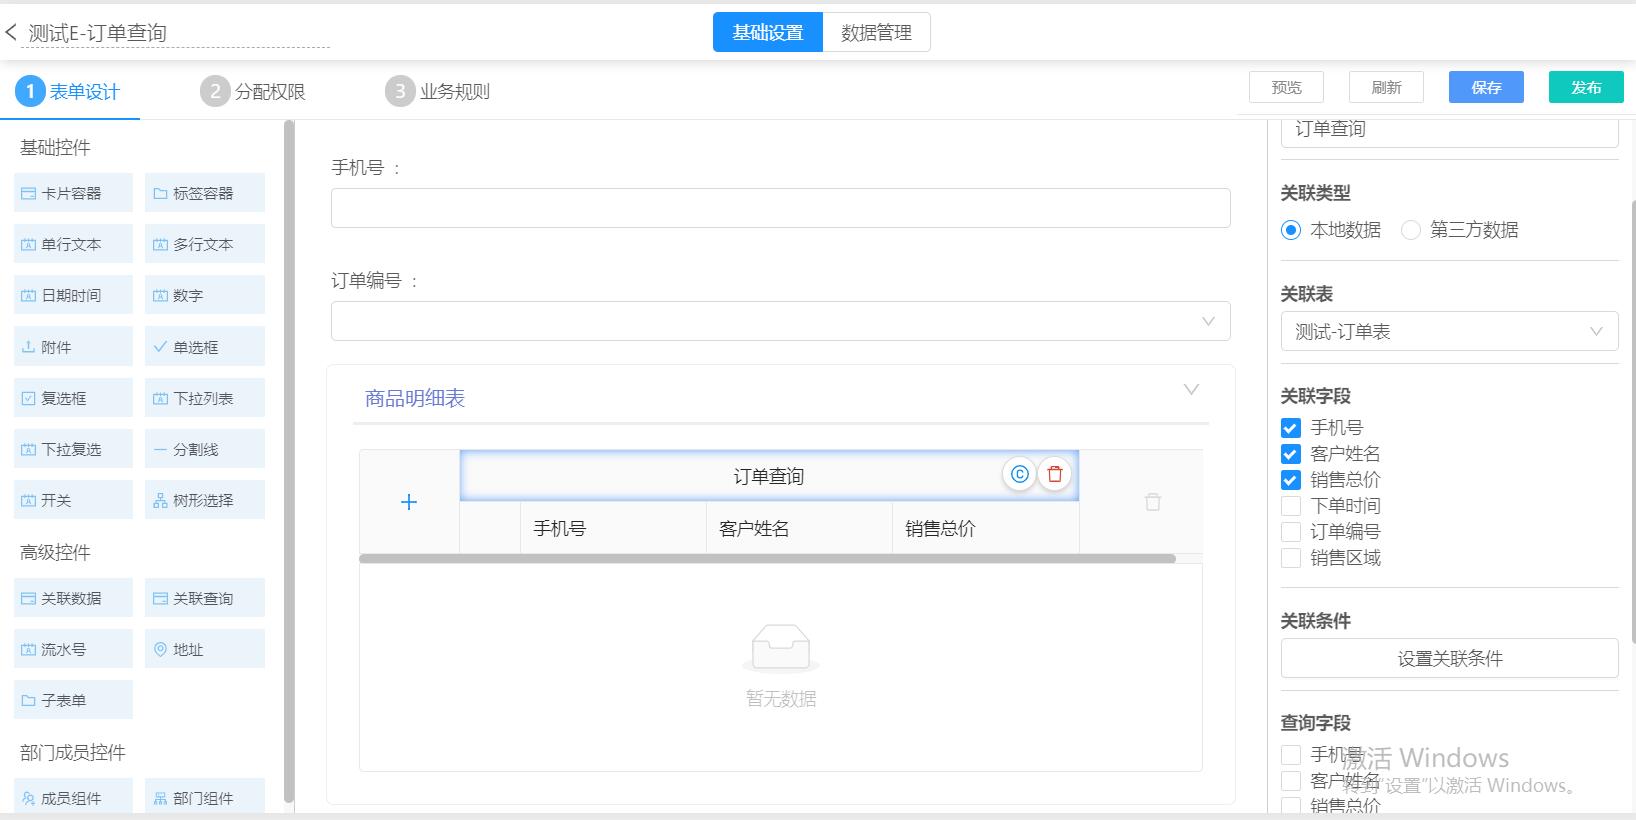 测试E-订单查询
基础设置
数据管理
1 表单设计
2 分配权限
3 业务规则
预览
刷新
保存
发布
基础控件
卡片容器
标签容器
单行文本
多行文本
日期时间
数字
附件
单选框
复选框
下拉列表
下拉复选
分割线
开关
树形选择
高级控件
关联数据
关联查询
流水号
地址
子表单
部门成员控件
成员组件
部门组件
手机号 :
订单编号 :
商品明细表
订单查询
手机号
客户姓名
销售总价
暂无数据
订单查询
关联类型
本地数据
第三方数据
关联表
测试-订单表
关联字段
手机号
客户姓名
销售总价
下单时间
订单编号
销售区域
关联条件
设置关联条件
查询字段
手机号
客户姓名
销售总价
激活 Windows
转到“设置”以激活 Windows。